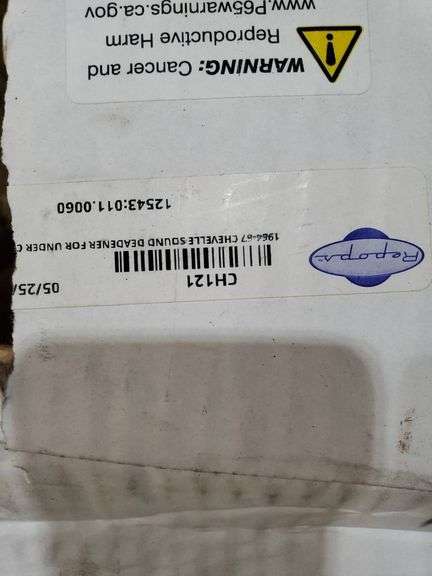 CH121
05/25/
Repops
1964-67 CHEVELLE SOUND DEADENER FOR UNDER
12543:011.0060
WARNING: Cancer and
Reproductive Harm
www.P65warnings.ca.gov